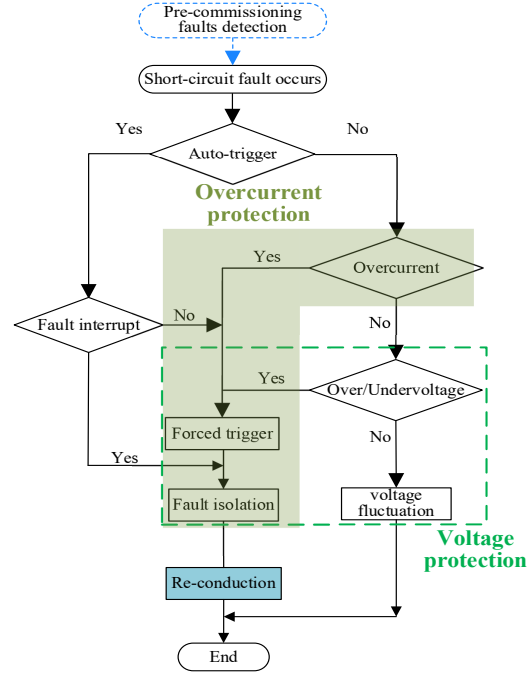 Pre-commissioning
faults detection
Short-circuit fault occurs
Yes
No
Auto-trigger
Overcurrent
protection
Yes
Overcurrent
Fault interrupt
No
No
Yes
Over/Undervoltage
Forced trigger
No
Yes
Fault isolation
voltage
fluctuation
Voltage
protection
Re-conduction
End